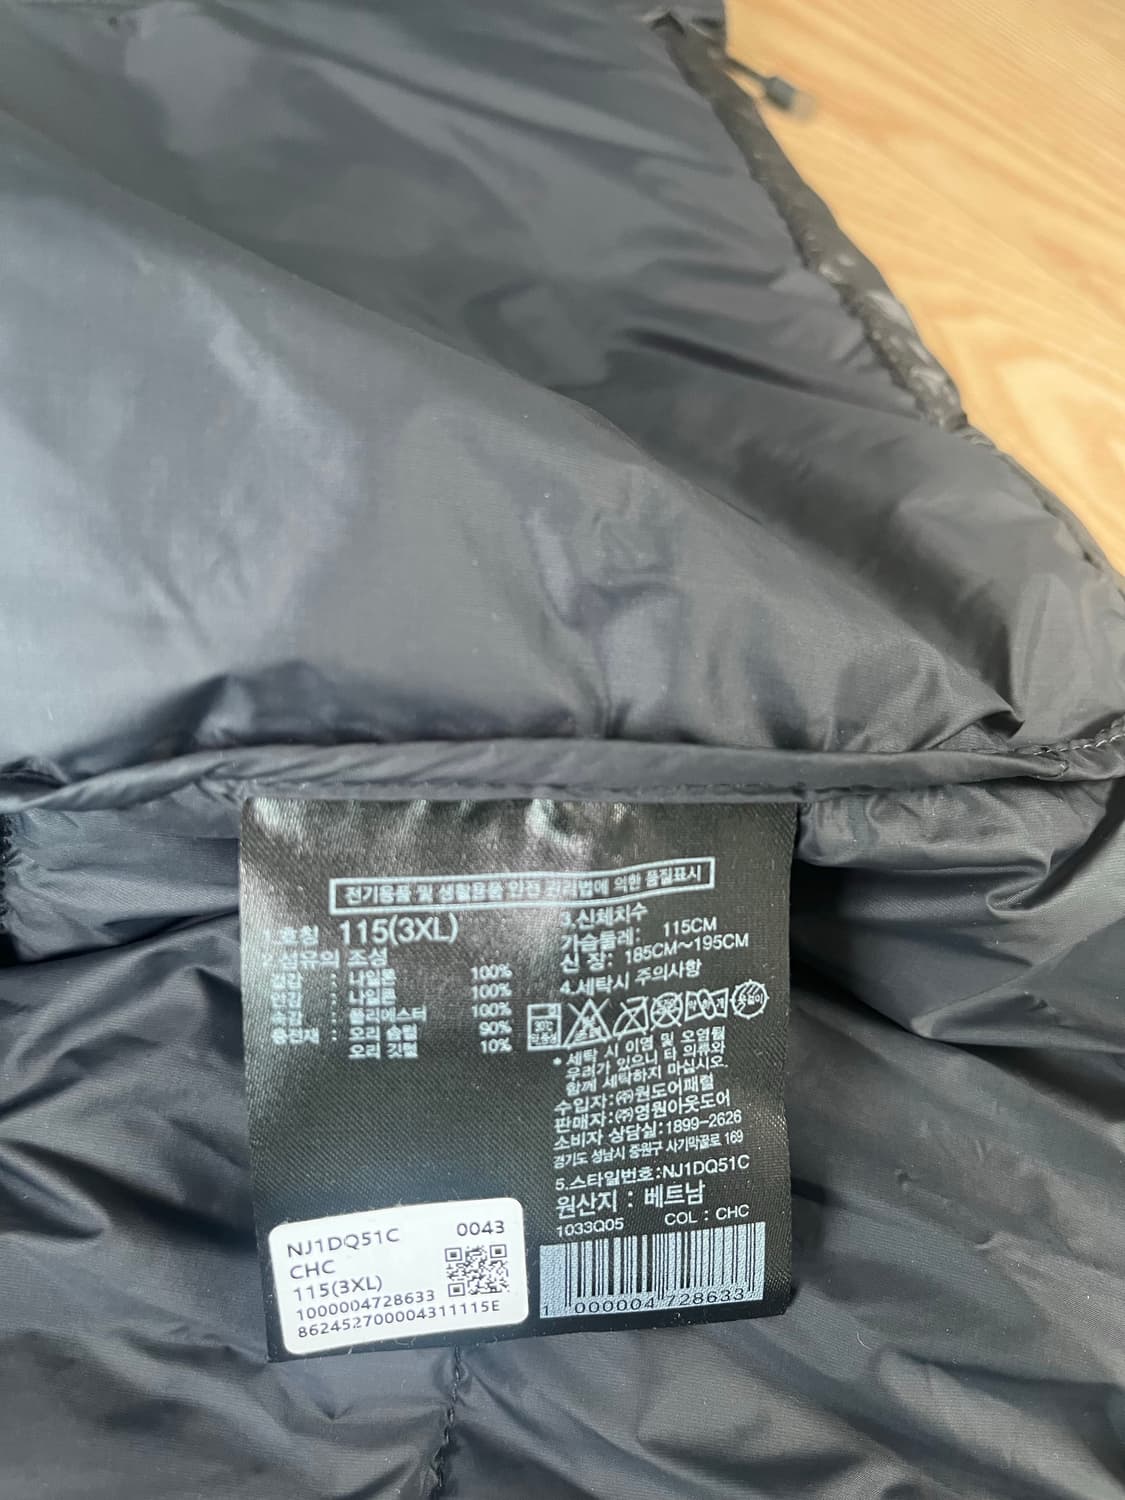 전기용품 및 생활용품 안전 관리법에 의한 품질표시
1.호칭 115(3XL)
2.섬유의 조성
겉감 : 나일론 100%
안감 : 나일론 100%
숨김 : 폴리에스터 100%
충전재 : 오리 솜털 90%
오리 깃털 10%
3.신체치수
가슴둘레: 115CM
신 장: 185CM~195CM
4.세탁시 주의사항
* 세탁 시 이염 및 오염될
우려가 있으니 타 의류와
함께 세탁하지 마십시오.
수입자:㈜원도어패럴
판매자:㈜영원아웃도어
소비자 상담실:1899-2626
경기도 성남시 중원구 사기막골로 169
5.스타일번호:NJ1DQ51C
원산지 : 베트남
1033Q05 COL : CHC
1 000004 728633
NJ1DQ51C 0043
CHC
115(3XL)
1000004728633
862452700004311115E